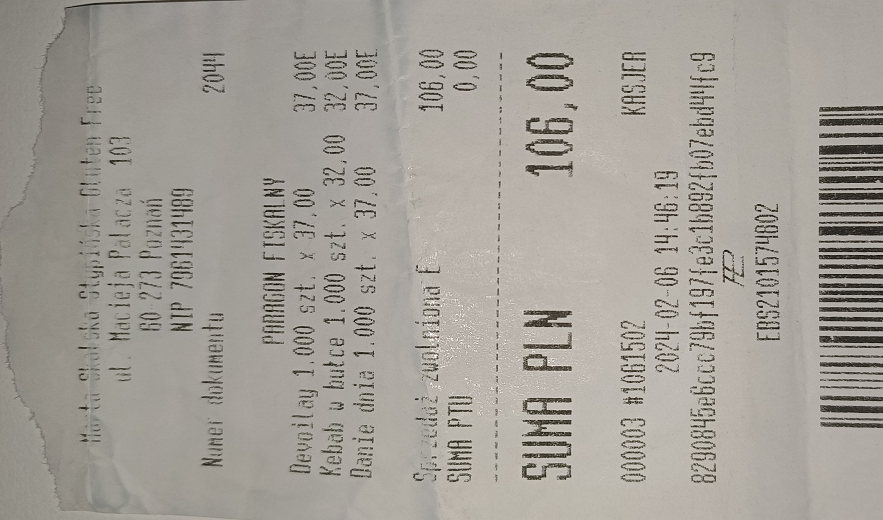 Marta Skalska Stypińska Gluten Free
ul. Macieja Palacza 103
60 273 Poznań
NIP 7961431489
Numer dokumentu 2044
PARAGON FISKALNY
Devoilay 1,000 szt. x 37,00 37,00E
Kebab w bułce 1.000 szt. x 32,00 32,00E
Danie dnia 1.000 szt. x 37,00 37,00E
Sprzedaż zwolniona E 106,00
SUMA PTU 0,00
SUMA PLN 106,00
000003 #1061502 KASJER
2024-02-06 14:46:19
EBS2101574602